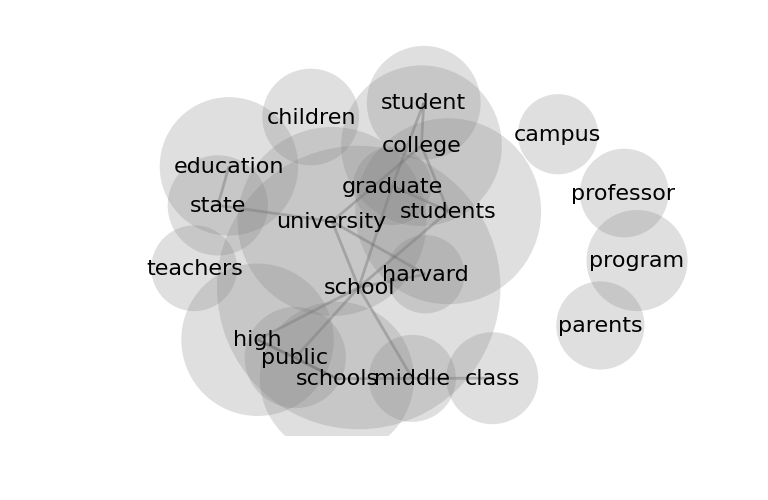 student
children
campus
college
education
graduate
professor
state
students
university
program
teachers
harvard
school
parents
high
public
schools
middle
class